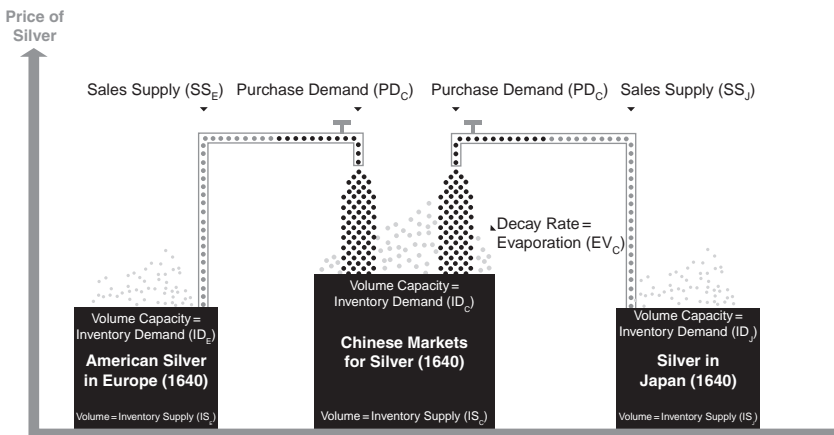 Price of
Silver
Sales Supply (SS_E)
Purchase Demand (PD_C)
Purchase Demand (PD_C)
Sales Supply (SS_J)
Decay Rate =
Evaporation (EV_C)
Volume Capacity =
Inventory Demand (ID_E)
American Silver
in Europe (1640)
Volume = Inventory Supply (IS_E)
Volume Capacity =
Inventory Demand (ID_C)
Chinese Markets
for Silver (1640)
Volume = Inventory Supply (IS_C)
Volume Capacity =
Inventory Demand (ID_J)
Silver in
Japan (1640)
Volume = Inventory Supply (IS_J)